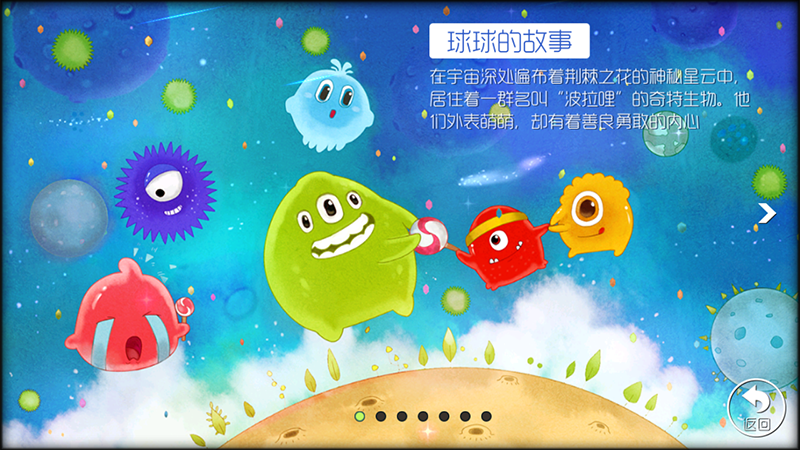 球球的故事
在宇宙深处遍布着荆棘之花的神秘星云中，
居住着一群名叫“波拉哩”的奇特生物。他
们外表萌萌，却有着善良勇敢的内心
返回